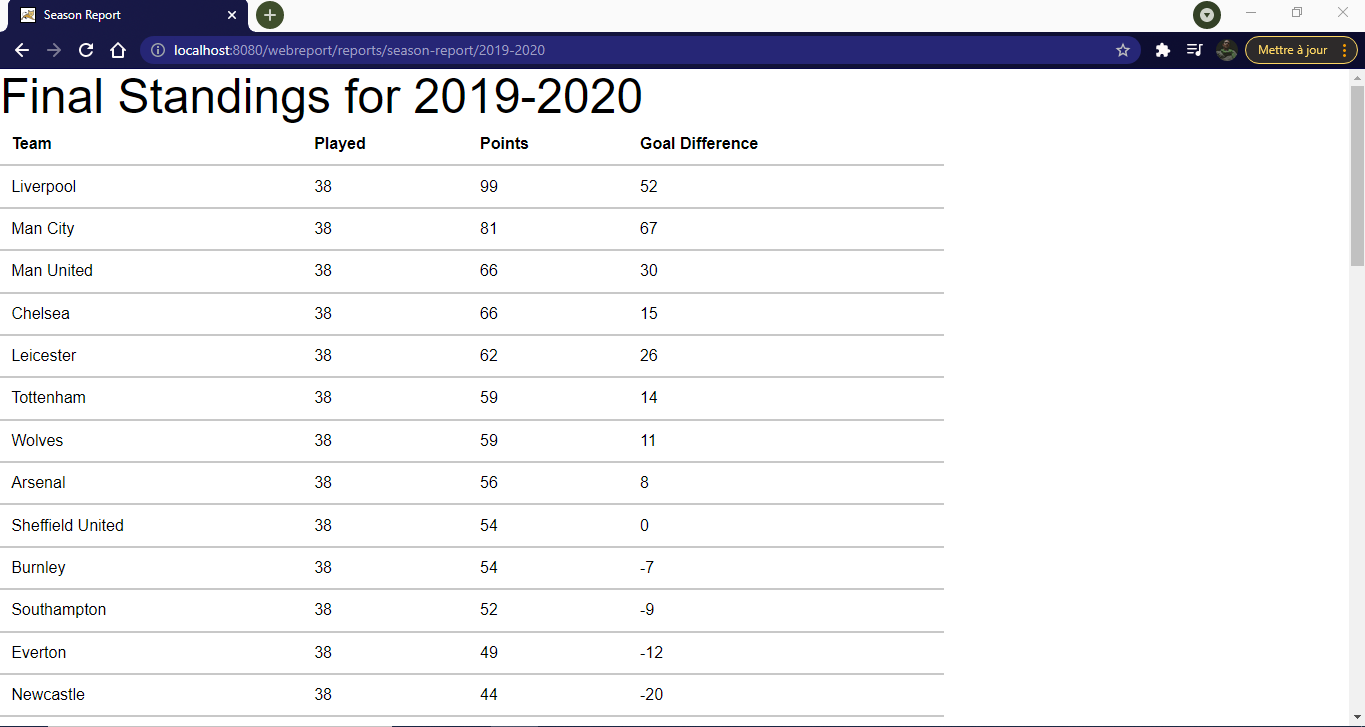 Season Report
localhost:8080/webreport/reports/season-report/2019-2020
Mettre à jour
Final Standings for 2019-2020
Team Played Points Goal Difference
Liverpool 38 99 52
Man City 38 81 67
Man United 38 66 30
Chelsea 38 66 15
Leicester 38 62 26
Tottenham 38 59 14
Wolves 38 59 11
Arsenal 38 56 8
Sheffield United 38 54 0
Burnley 38 54 -7
Southampton 38 52 -9
Everton 38 49 -12
Newcastle 38 44 -20